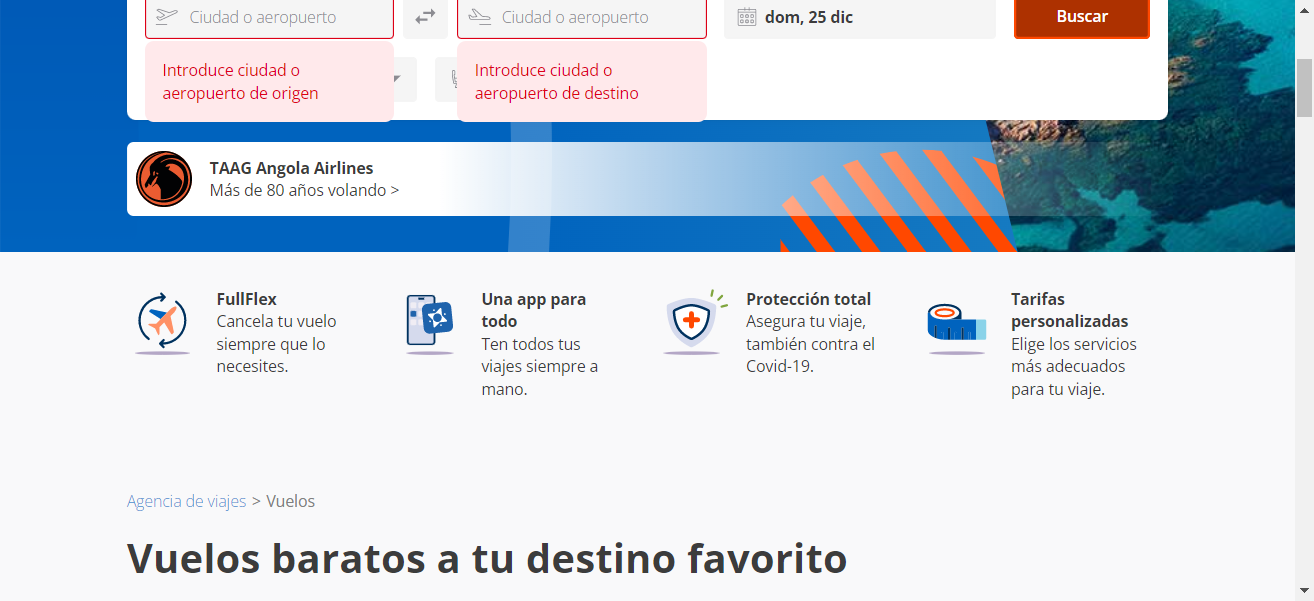 Ciudad o aeropuerto
Ciudad o aeropuerto
dom, 25 dic
Buscar
Introduce ciudad o
aeropuerto de origen
Introduce ciudad o
aeropuerto de destino
TAAG Angola Airlines
Más de 80 años volando >
FullFlex
Cancela tu vuelo
siempre que lo
necesites.
Una app para
todo
Ten todos tus
viajes siempre a
mano.
Protección total
Asegura tu viaje,
también contra el
Covid-19.
Tarifas
personalizadas
Elige los servicios
más adecuados
para tu viaje.
Agencia de viajes > Vuelos
Vuelos baratos a tu destino favorito